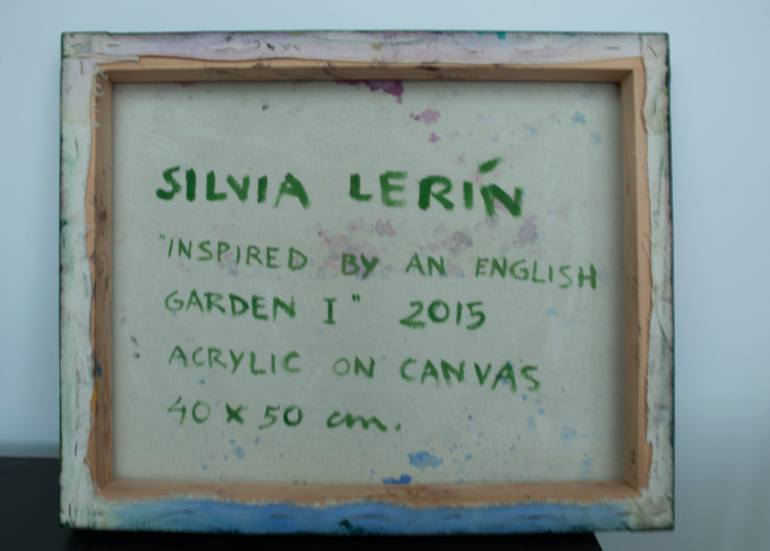 SILVIA LERÍN
"INSPIRED BY AN ENGLISH
GARDEN I" 2015
ACRYLIC ON CANVAS
40 x 50 cm.